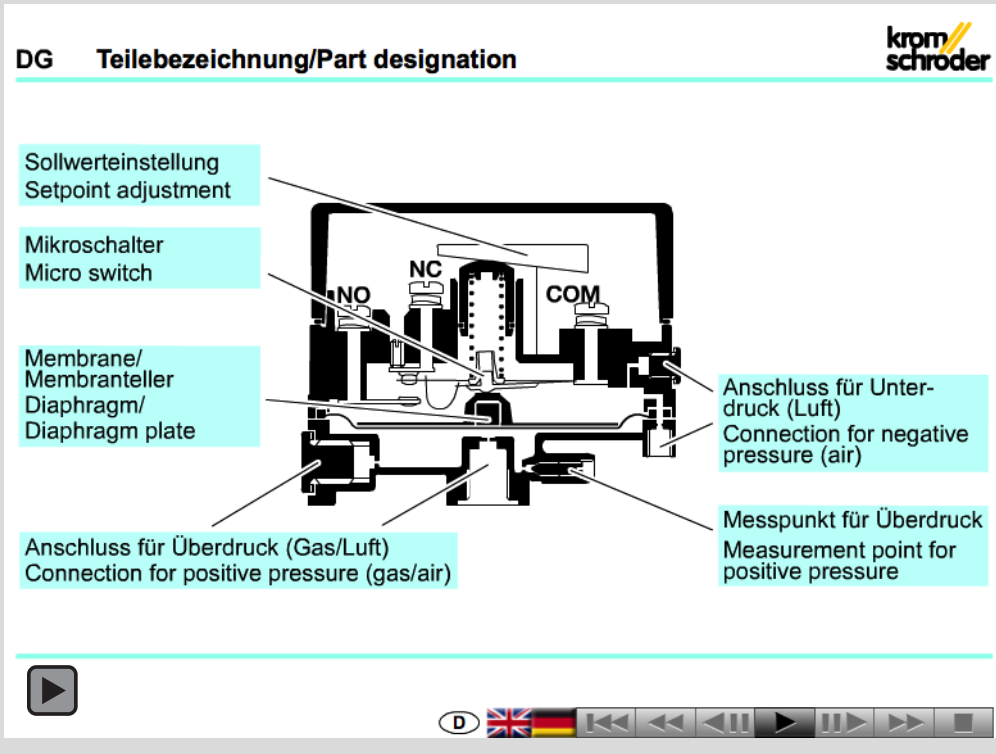 DG Teilebezeichnung/Part designation
krom
schröder
Sollwerteinstellung
Setpoint adjustment
Mikroschalter
Micro switch
NC
NO
COM
Membrane/
Membranteller
Diaphragm/
Diaphragm plate
Anschluss für Unter-
druck (Luft)
Connection for negative
pressure (air)
Messpunkt für Überdruck
Measurement point for
positive pressure
Anschluss für Überdruck (Gas/Luft)
Connection for positive pressure (gas/air)
D